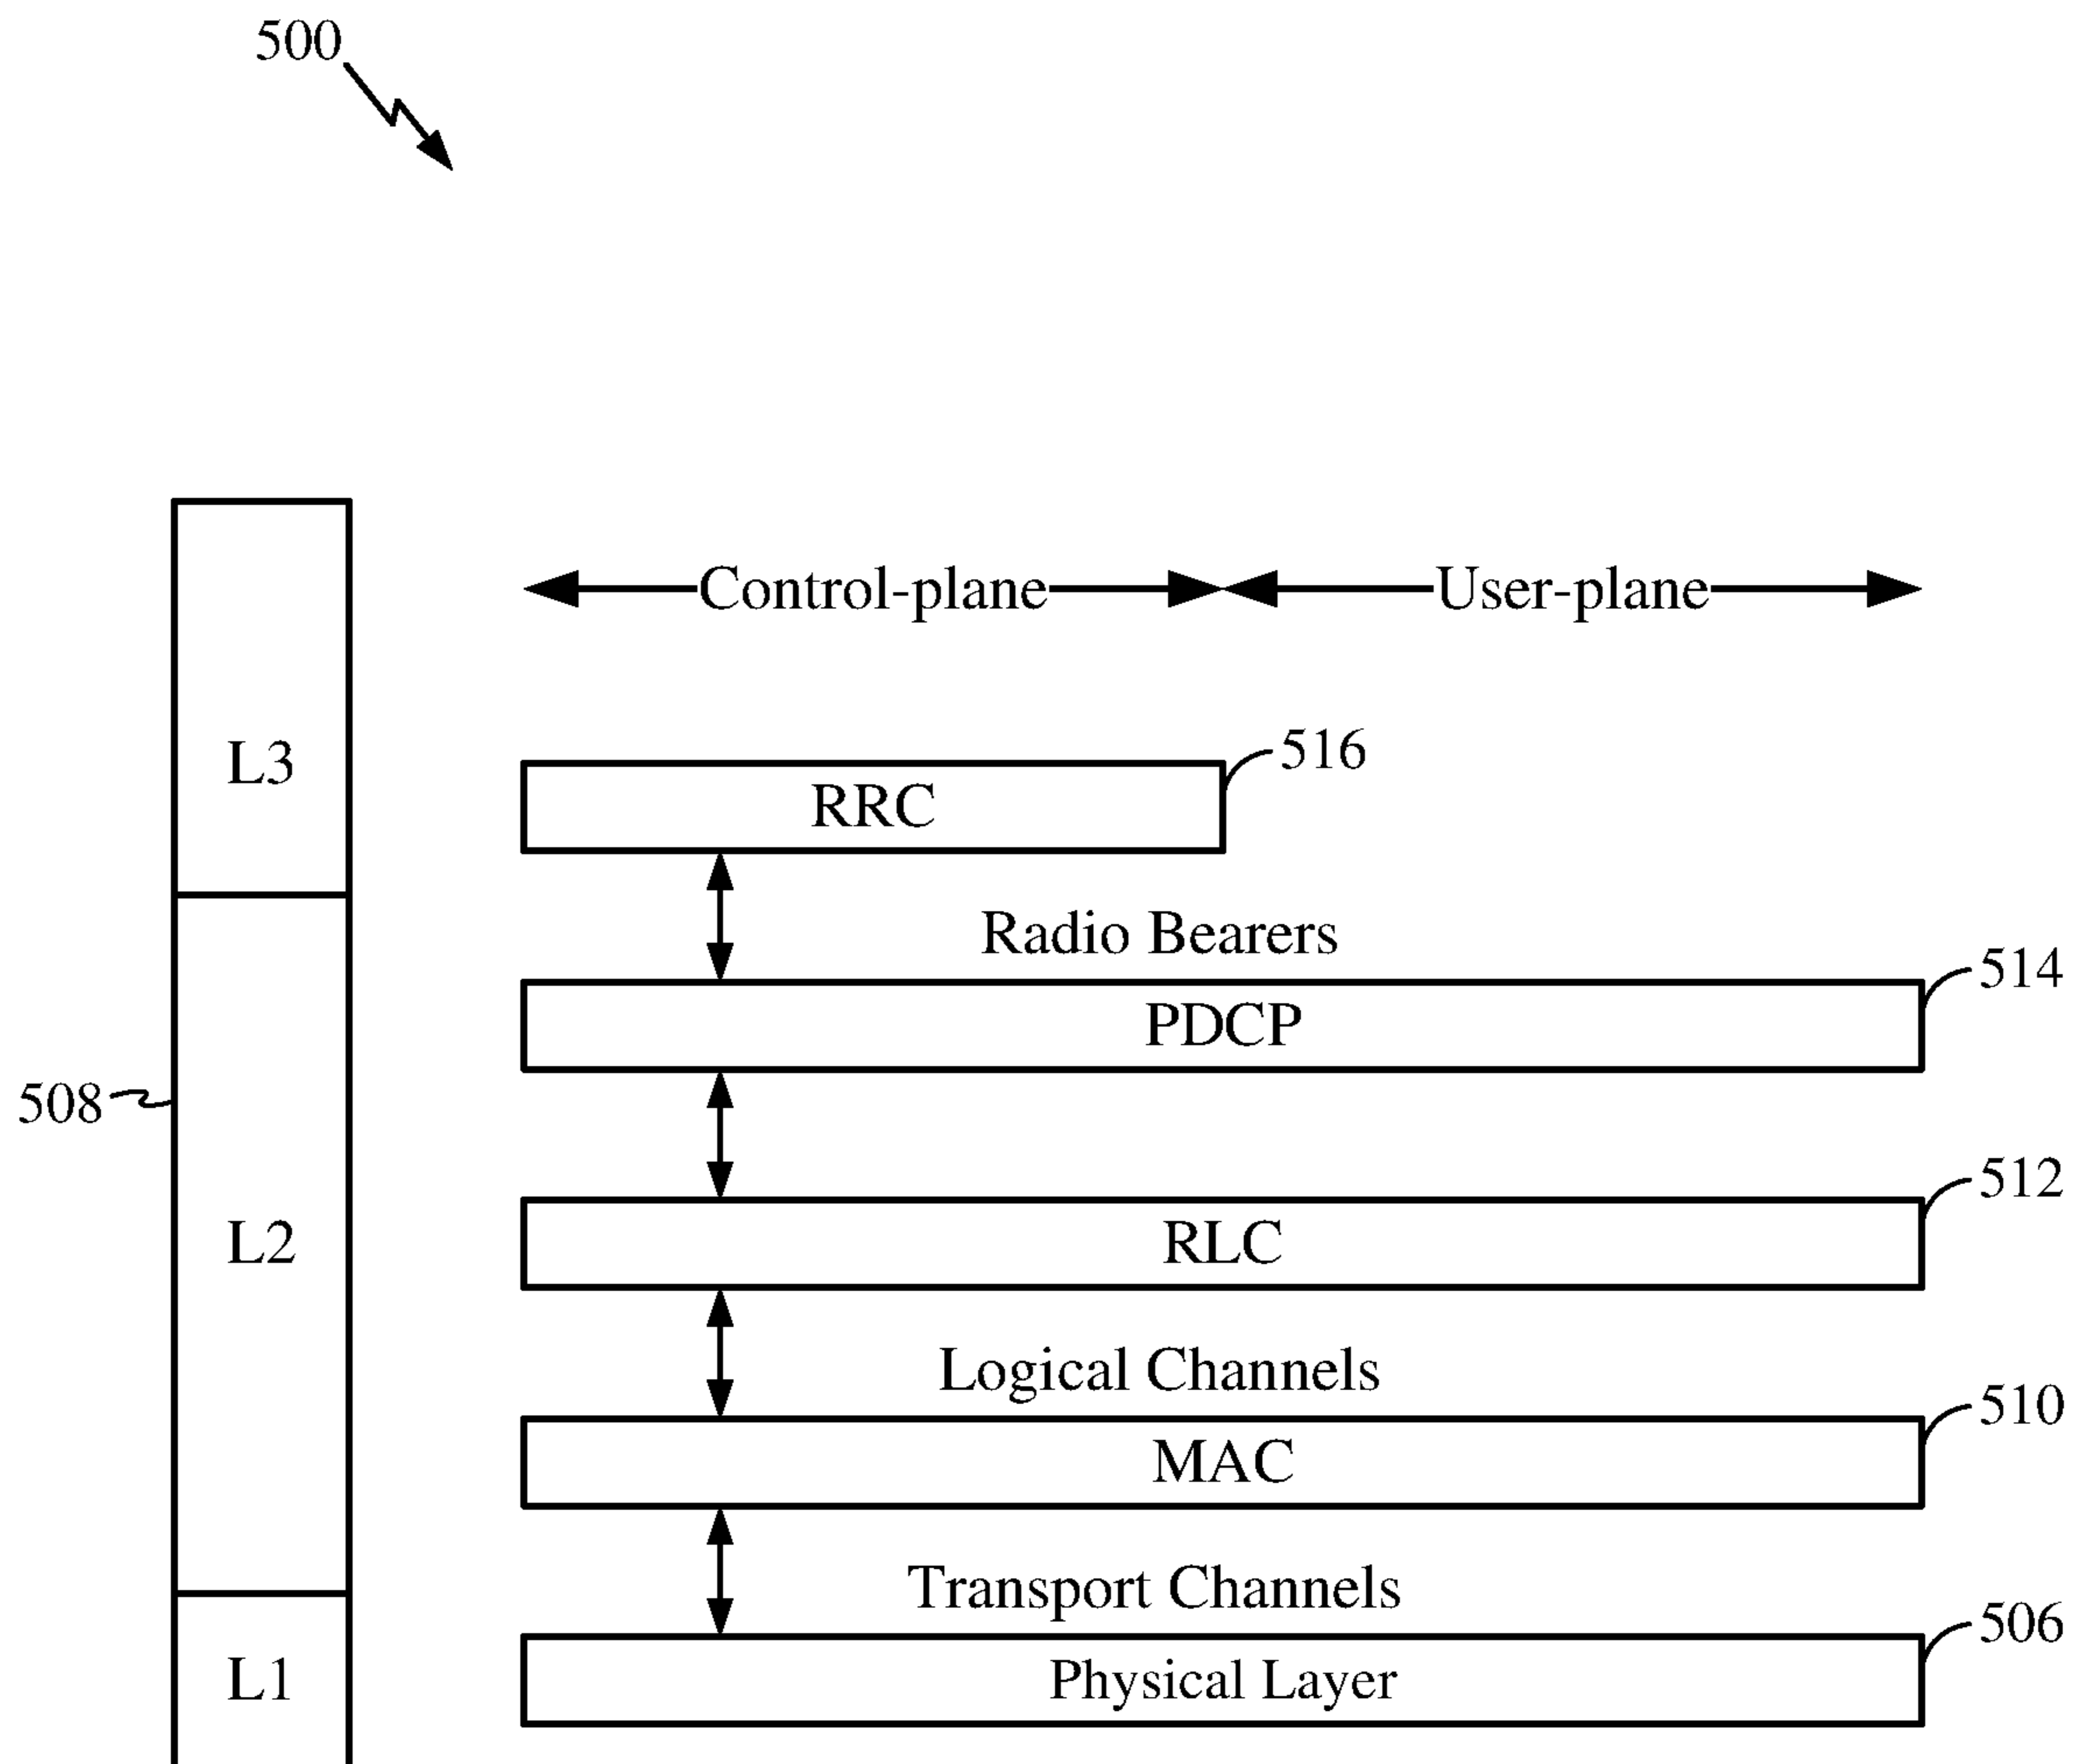 500
Control-plane User-plane
516
L3
RRC
Radio Bearers
514
PDCP
508
512
L2
RLC
Logical Channels
510
MAC
Transport Channels
506
L1
Physical Layer